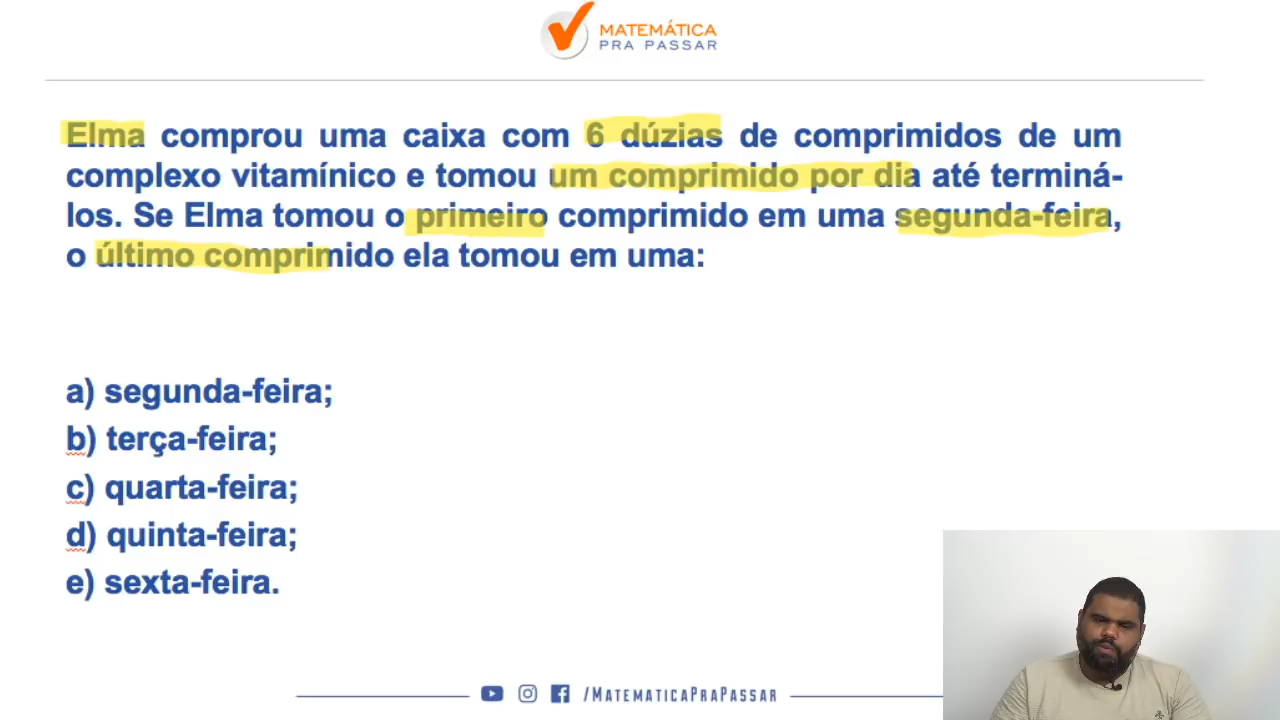 MATEMÁTICA
PRA PASSAR
Elma comprou uma caixa com 6 dúzias de comprimidos de um
complexo vitamínico e tomou um comprimido por dia até terminá-
los. Se Elma tomou o primeiro comprimido em uma segunda-feira,
o último comprimido ela tomou em uma:
a) segunda-feira;
b) terça-feira;
c) quarta-feira;
d) quinta-feira;
e) sexta-feira.
/MATEMATICAPRAPASSAR